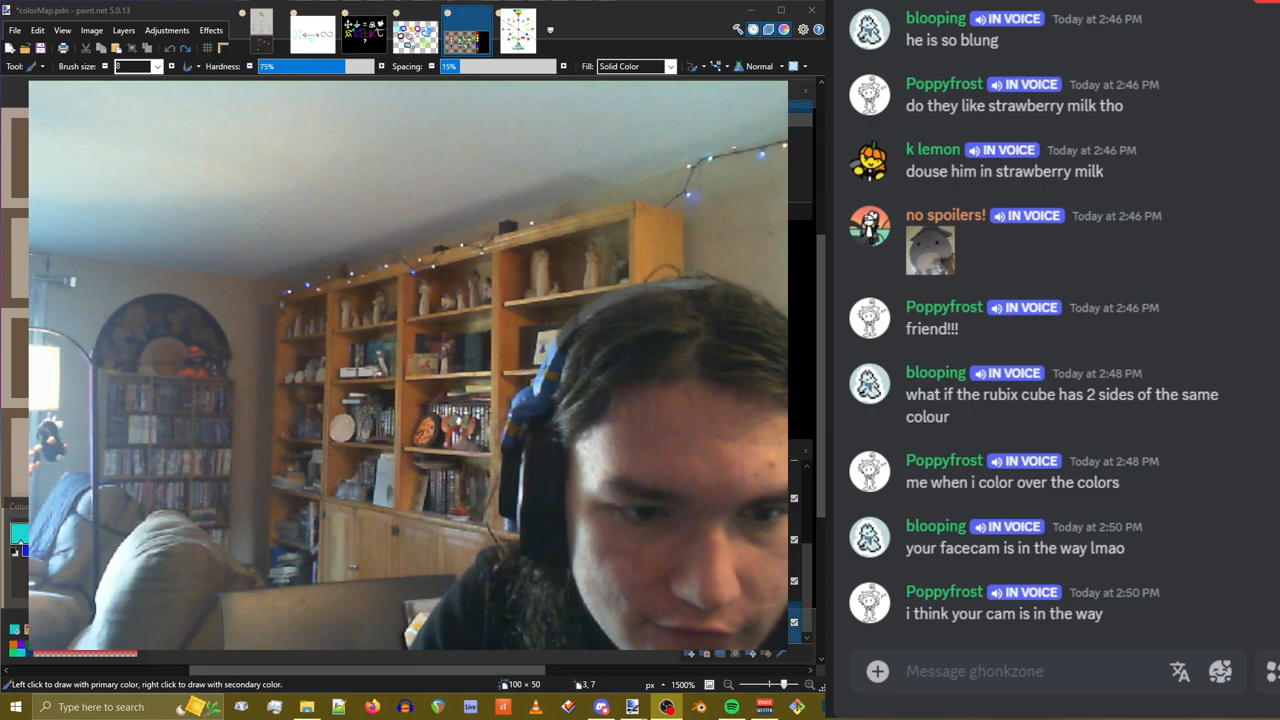 *colorMap.pdn - paint.net 5.0.13
File Edit View Image Layers Adjustments Effects
Tool: Brush size: 8 Hardness: 75% Spacing: 15% Fill: Solid Color Normal
Left click to draw with primary color, right click to draw with secondary color.
100 × 50
3, 7
px
1500%
Type here to search
Live
blooping IN VOICE Today at 2:46 PM
he is so blung
Poppyfrost IN VOICE Today at 2:46 PM
do they like strawberry milk tho
k lemon IN VOICE Today at 2:46 PM
douse him in strawberry milk
no spoilers! IN VOICE Today at 2:46 PM
Poppyfrost IN VOICE Today at 2:46 PM
friend!!!
blooping IN VOICE Today at 2:48 PM
what if the rubix cube has 2 sides of the same
colour
Poppyfrost IN VOICE Today at 2:48 PM
me when i color over the colors
blooping IN VOICE Today at 2:50 PM
your facecam is in the way lmao
Poppyfrost IN VOICE Today at 2:50 PM
i think your cam is in the way
Message ghonkzone